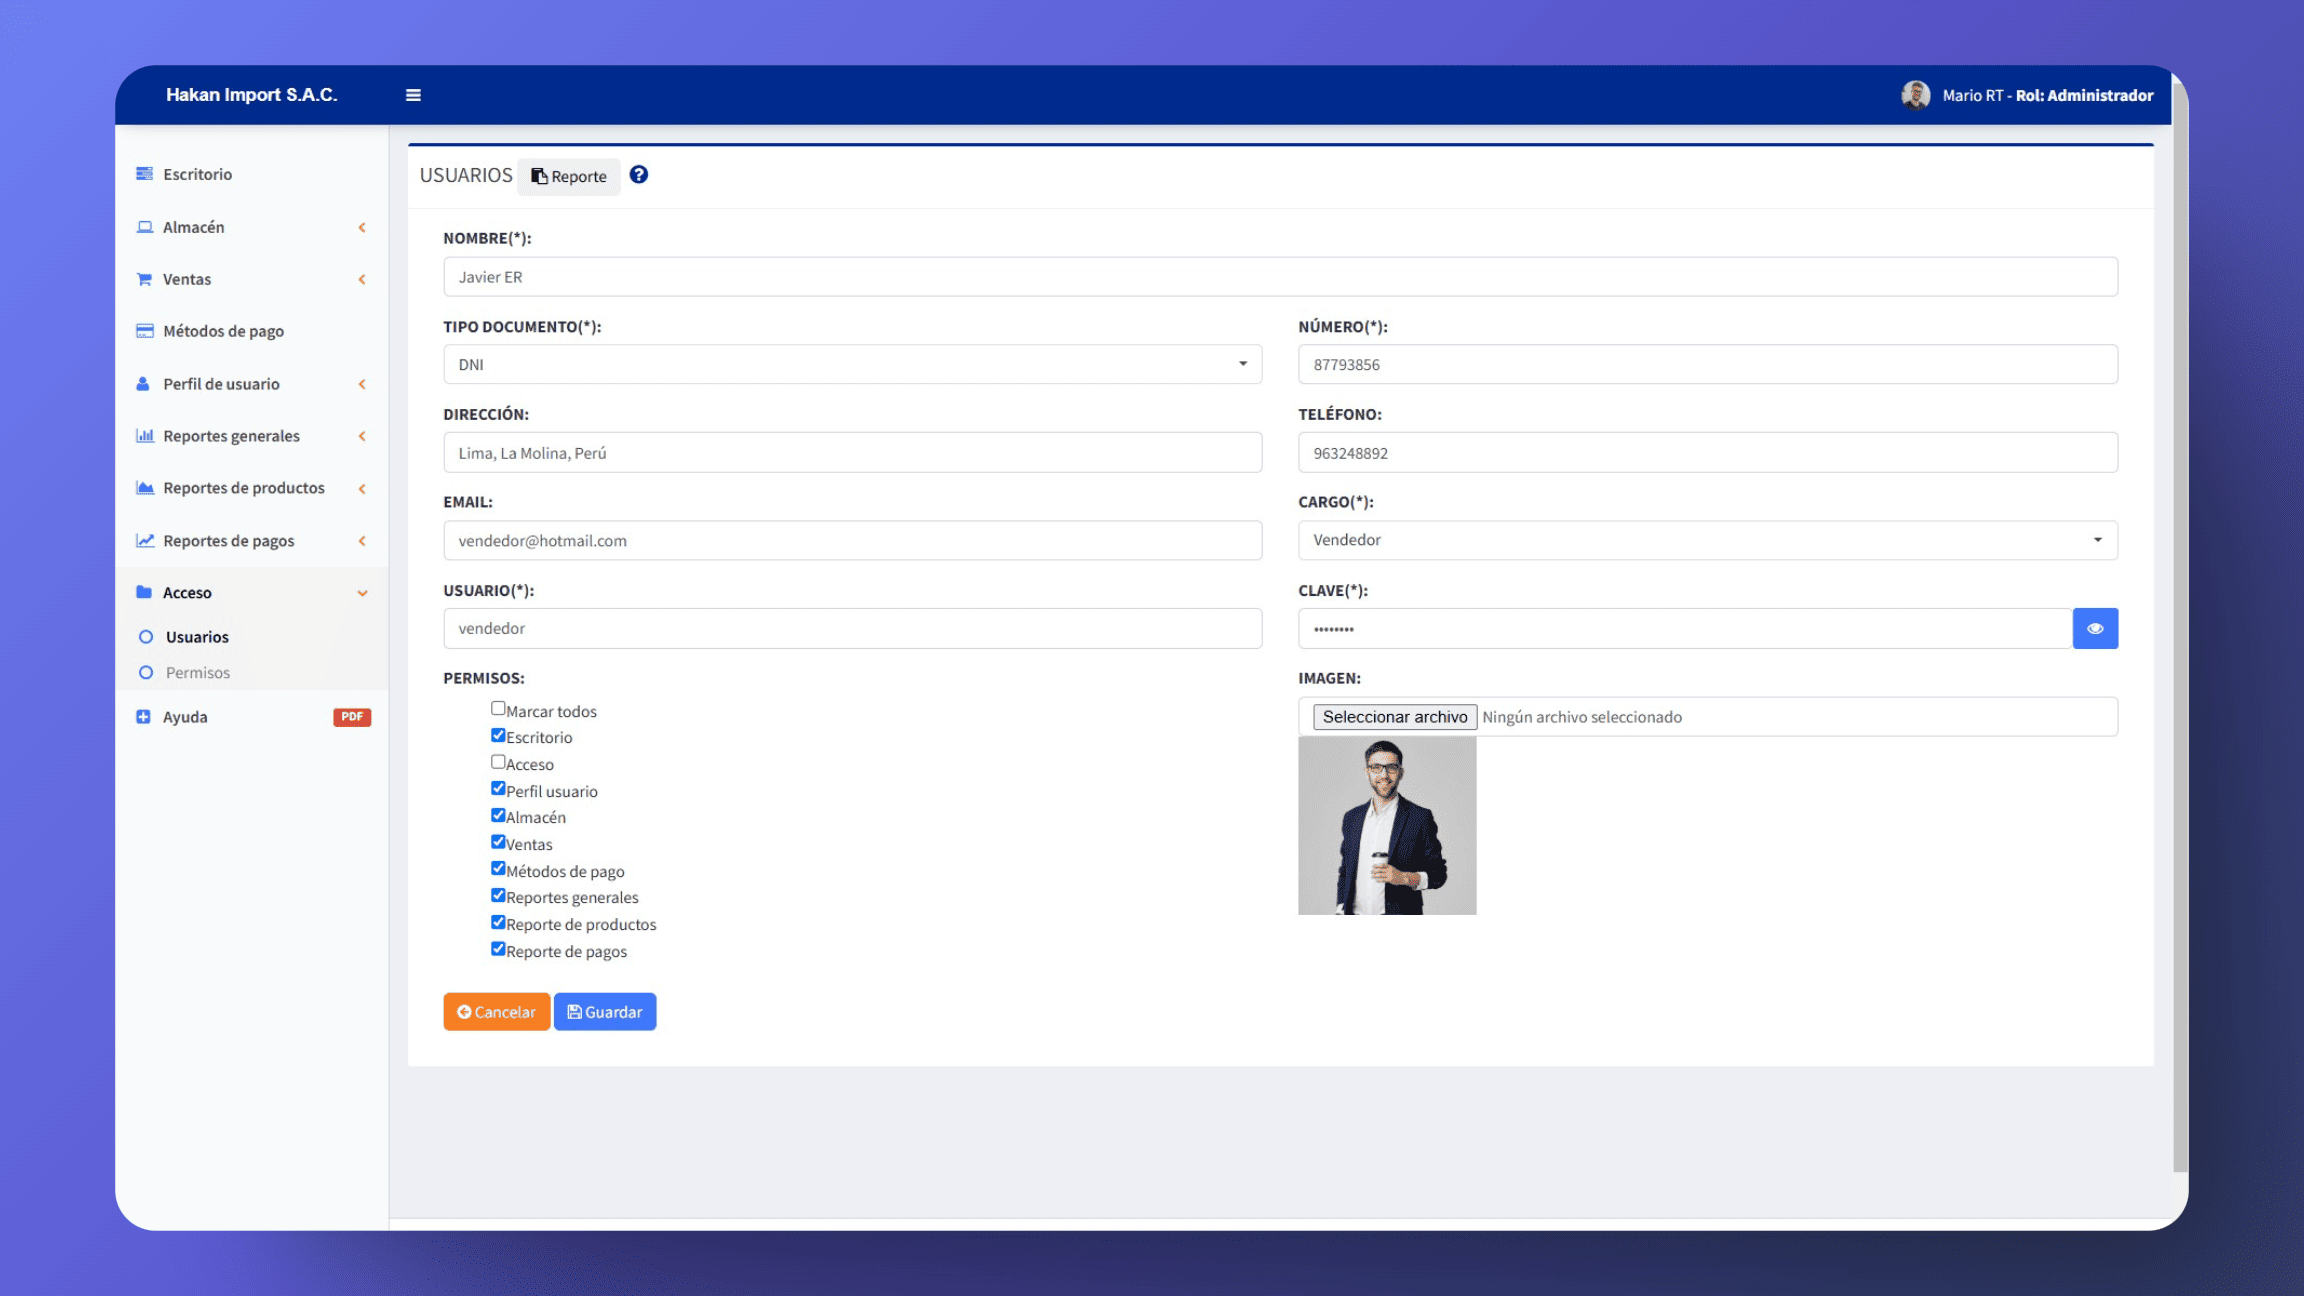 Hakan Import S.A.C.
Mario RT - Rol: Administrador
Escritorio
Almacén
Ventas
Métodos de pago
Perfil de usuario
Reportes generales
Reportes de productos
Reportes de pagos
Acceso
Usuarios
Permisos
Ayuda PDF
USUARIOS Reporte
NOMBRE(*):
Javier ER
TIPO DOCUMENTO(*):
DNI
NÚMERO(*):
87793856
DIRECCIÓN:
Lima, La Molina, Perú
TELÉFONO:
963248892
EMAIL:
vendedor@hotmail.com
CARGO(*):
Vendedor
USUARIO(*):
vendedor
CLAVE(*):
••••••••
PERMISOS:
Marcar todos
Escritorio
Acceso
Perfil usuario
Almacén
Ventas
Métodos de pago
Reportes generales
Reporte de productos
Reporte de pagos
IMAGEN:
Seleccionar archivo Ningún archivo seleccionado
Cancelar Guardar